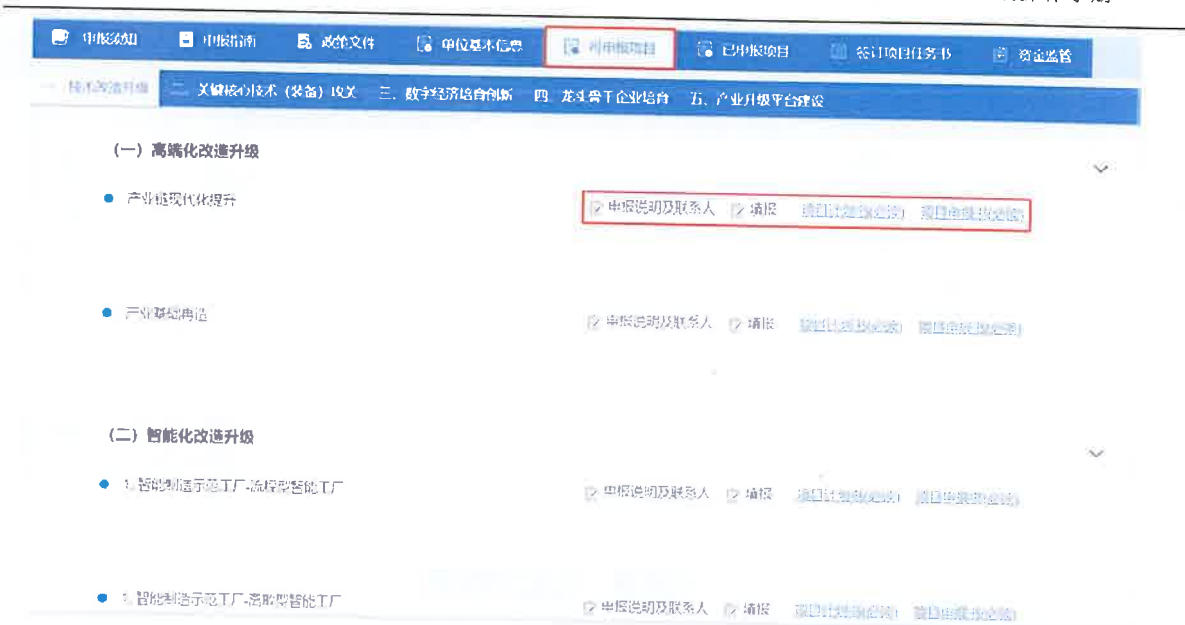 申报须知 申报指南 政策文件 单位基本信息 可申报项目 已申报项目 签订项目任务书 资金监管
一、技术改造升级 二、关键核心技术（装备）攻关 三、数字经济培育创新 四、龙头骨干企业培育 五、产业升级平台建设
（一）高端化改造升级
产业链现代化提升 申报说明及联系人 填报
产业基础再造 申报说明及联系人 填报
（二）智能化改造升级
1.智能制造示范工厂-流程型智能工厂 申报说明及联系人 填报
1.智能制造示范工厂-离散型智能工厂 申报说明及联系人 填报